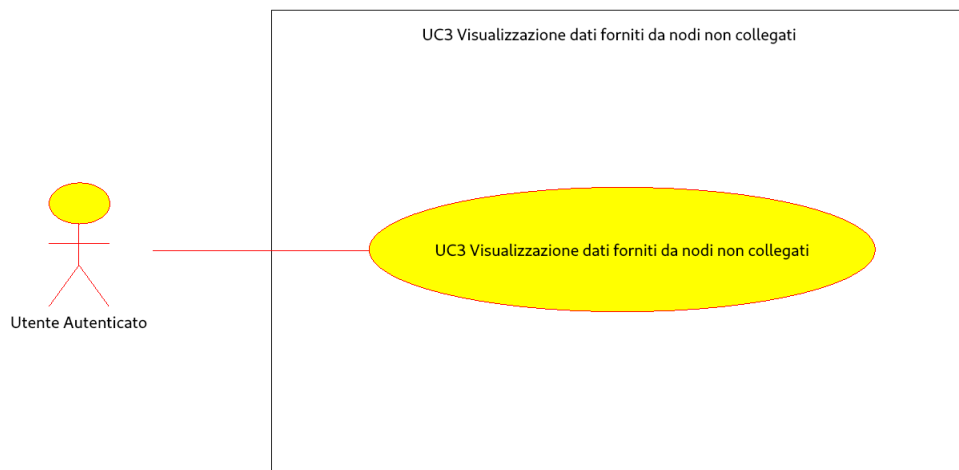 UC3 Visualizzazione dati forniti da nodi non collegati
UC3 Visualizzazione dati forniti da nodi non collegati
Utente Autenticato